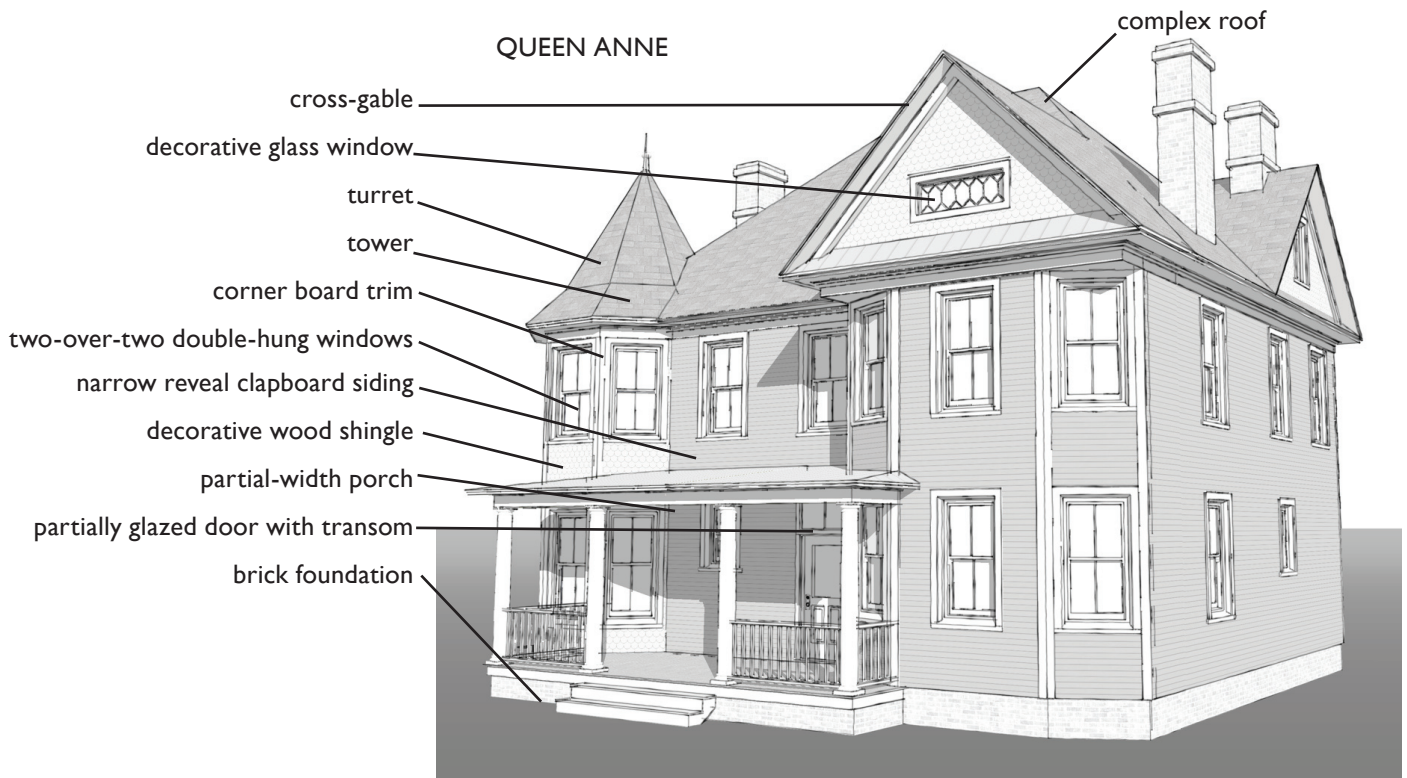 complex roof
QUEEN ANNE
cross-gable
decorative glass window
turret
tower
corner board trim
two-over-two double-hung windows
narrow reveal clapboard siding
decorative wood shingle
partial-width porch
partially glazed door with transom
brick foundation